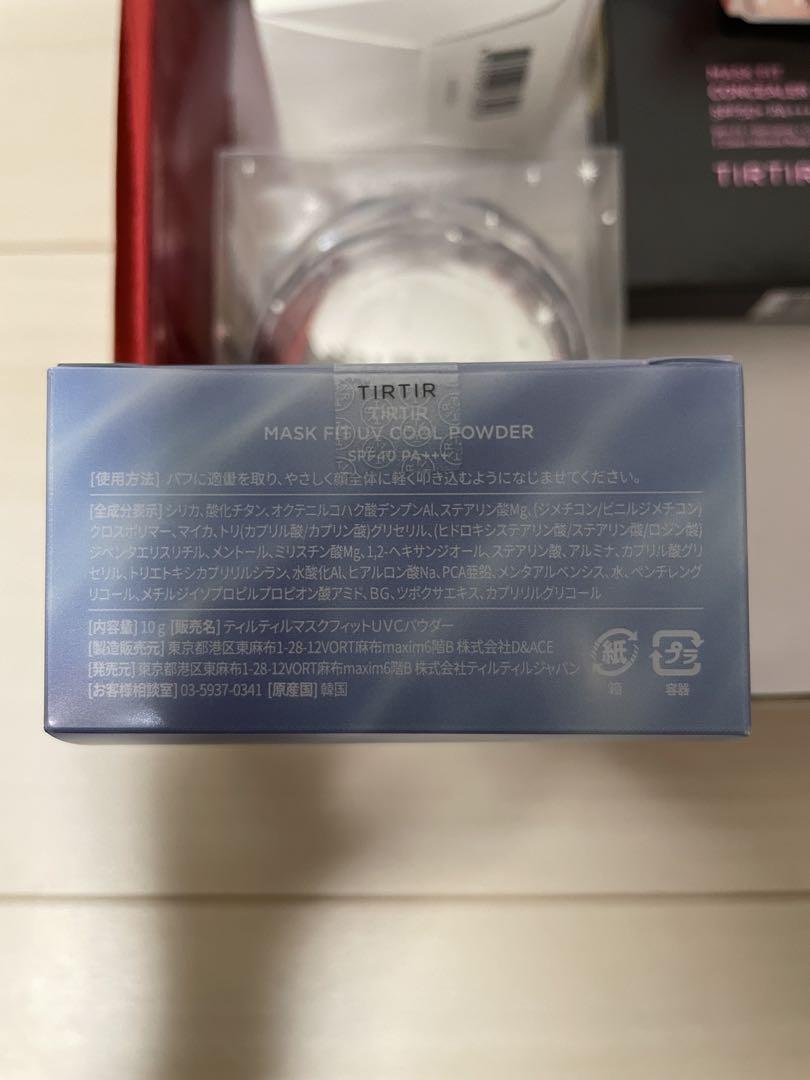 MASK FIT
CONCEALER
TIRTIR
TIRTIR
TIRTIR
MASK FIT UV COOL POWDER
SPF40 PA+++
[使用方法] パフに適量を取り、やさしく顔全体に軽く叩き込むようになじませてください。
[全成分表示] シリカ、酸化チタン、オクテニルコハク酸デンプンAl、ステアリン酸Mg、(ジメチコン/ビニルジメチコン)
クロスポリマー、マイカ、トリ(カプリル酸/カプリン酸)グリセリル、(ヒドロキシステアリン酸/ステアリン酸/ロジン酸)
ジペンタエリスリチル、メントール、ミリスチン酸Mg、1,2-ヘキサンジオール、ステアリン酸、アルミナ、カプリル酸グリ
セリル、トリエトキシカプリリルシラン、水酸化Al、ヒアルロン酸Na、PCA亜鉛、メンタアルベンシス、水、ペンチレング
リコール、メチルジイソプロピルプロピオン酸アミド、BG、ツボクサエキス、カプリリルグリコール
[内容量] 10g [販売名] ティルティルマスクフィットUVCパウダー
[製造販売元] 東京都港区東麻布1-28-12VORT麻布maxim6階B 株式会社D&ACE
[発売元] 東京都港区東麻布1-28-12VORT麻布maxim6階B 株式会社ティルティルジャパン
[お客様相談室] 03-5937-0341 [原産国] 韓国
紙 プラ
箱 容器